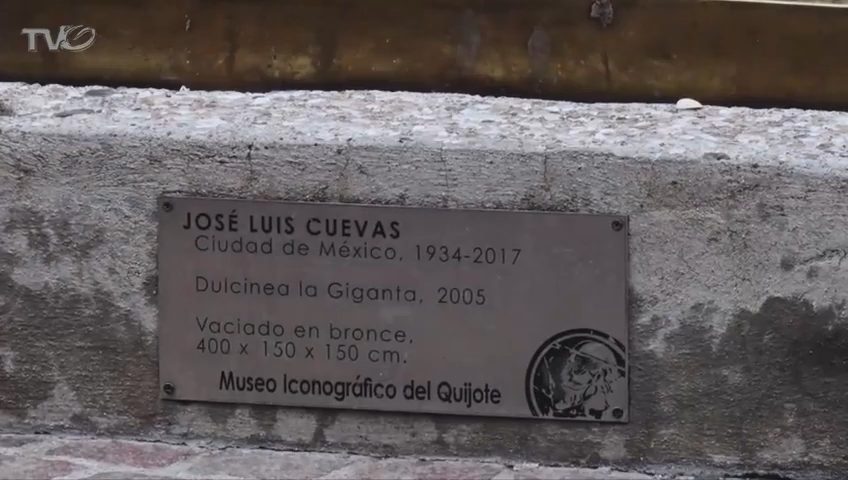 TV
JOSÉ LUIS CUEVAS
Ciudad de México, 1934-2017
Dulcinea la Giganta, 2005
Vaciado en bronce,
400 x 150 x 150 cm.
Museo Iconográfico del Quijote